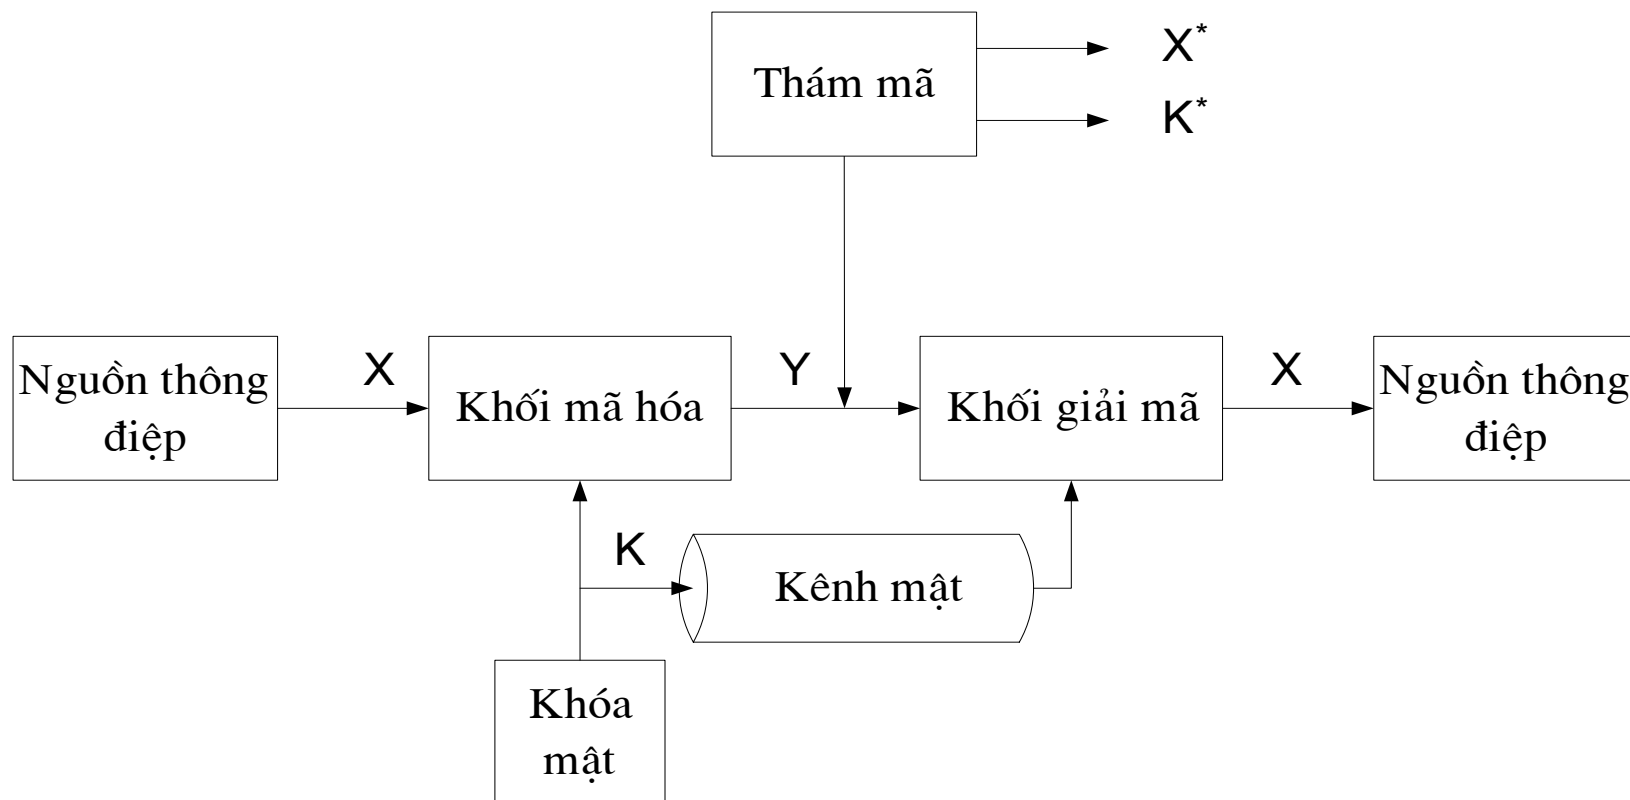 Thám mã
X*
K*
Nguồn thông
điệp
X
Khối mã hóa
Y
Khối giải mã
X
Nguồn thông
điệp
K
Kênh mật
Khóa
mật